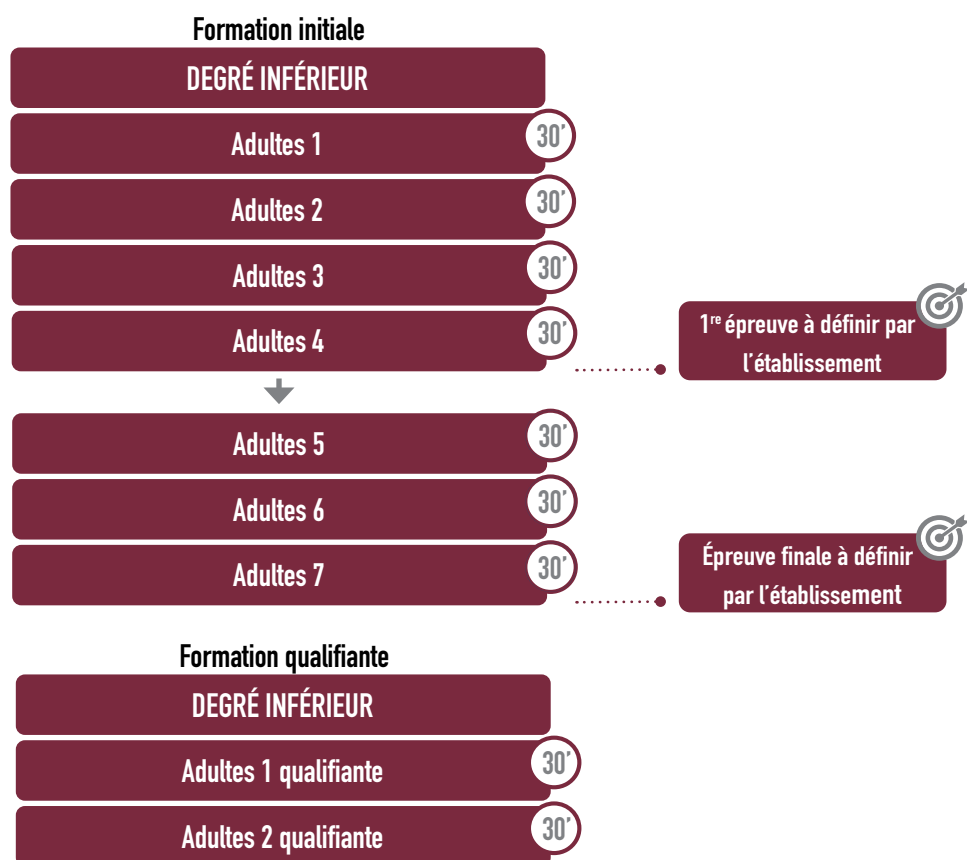 Formation initiale
DEGRÉ INFÉRIEUR
Adultes 1
30’
Adultes 2
30’
Adultes 3
30’
Adultes 4
30’
1re épreuve à définir par
l’établissement
Adultes 5
30’
Adultes 6
30’
Adultes 7
30’
Épreuve finale à définir
par l’établissement
Formation qualifiante
DEGRÉ INFÉRIEUR
Adultes 1 qualifiante
30’
Adultes 2 qualifiante
30’